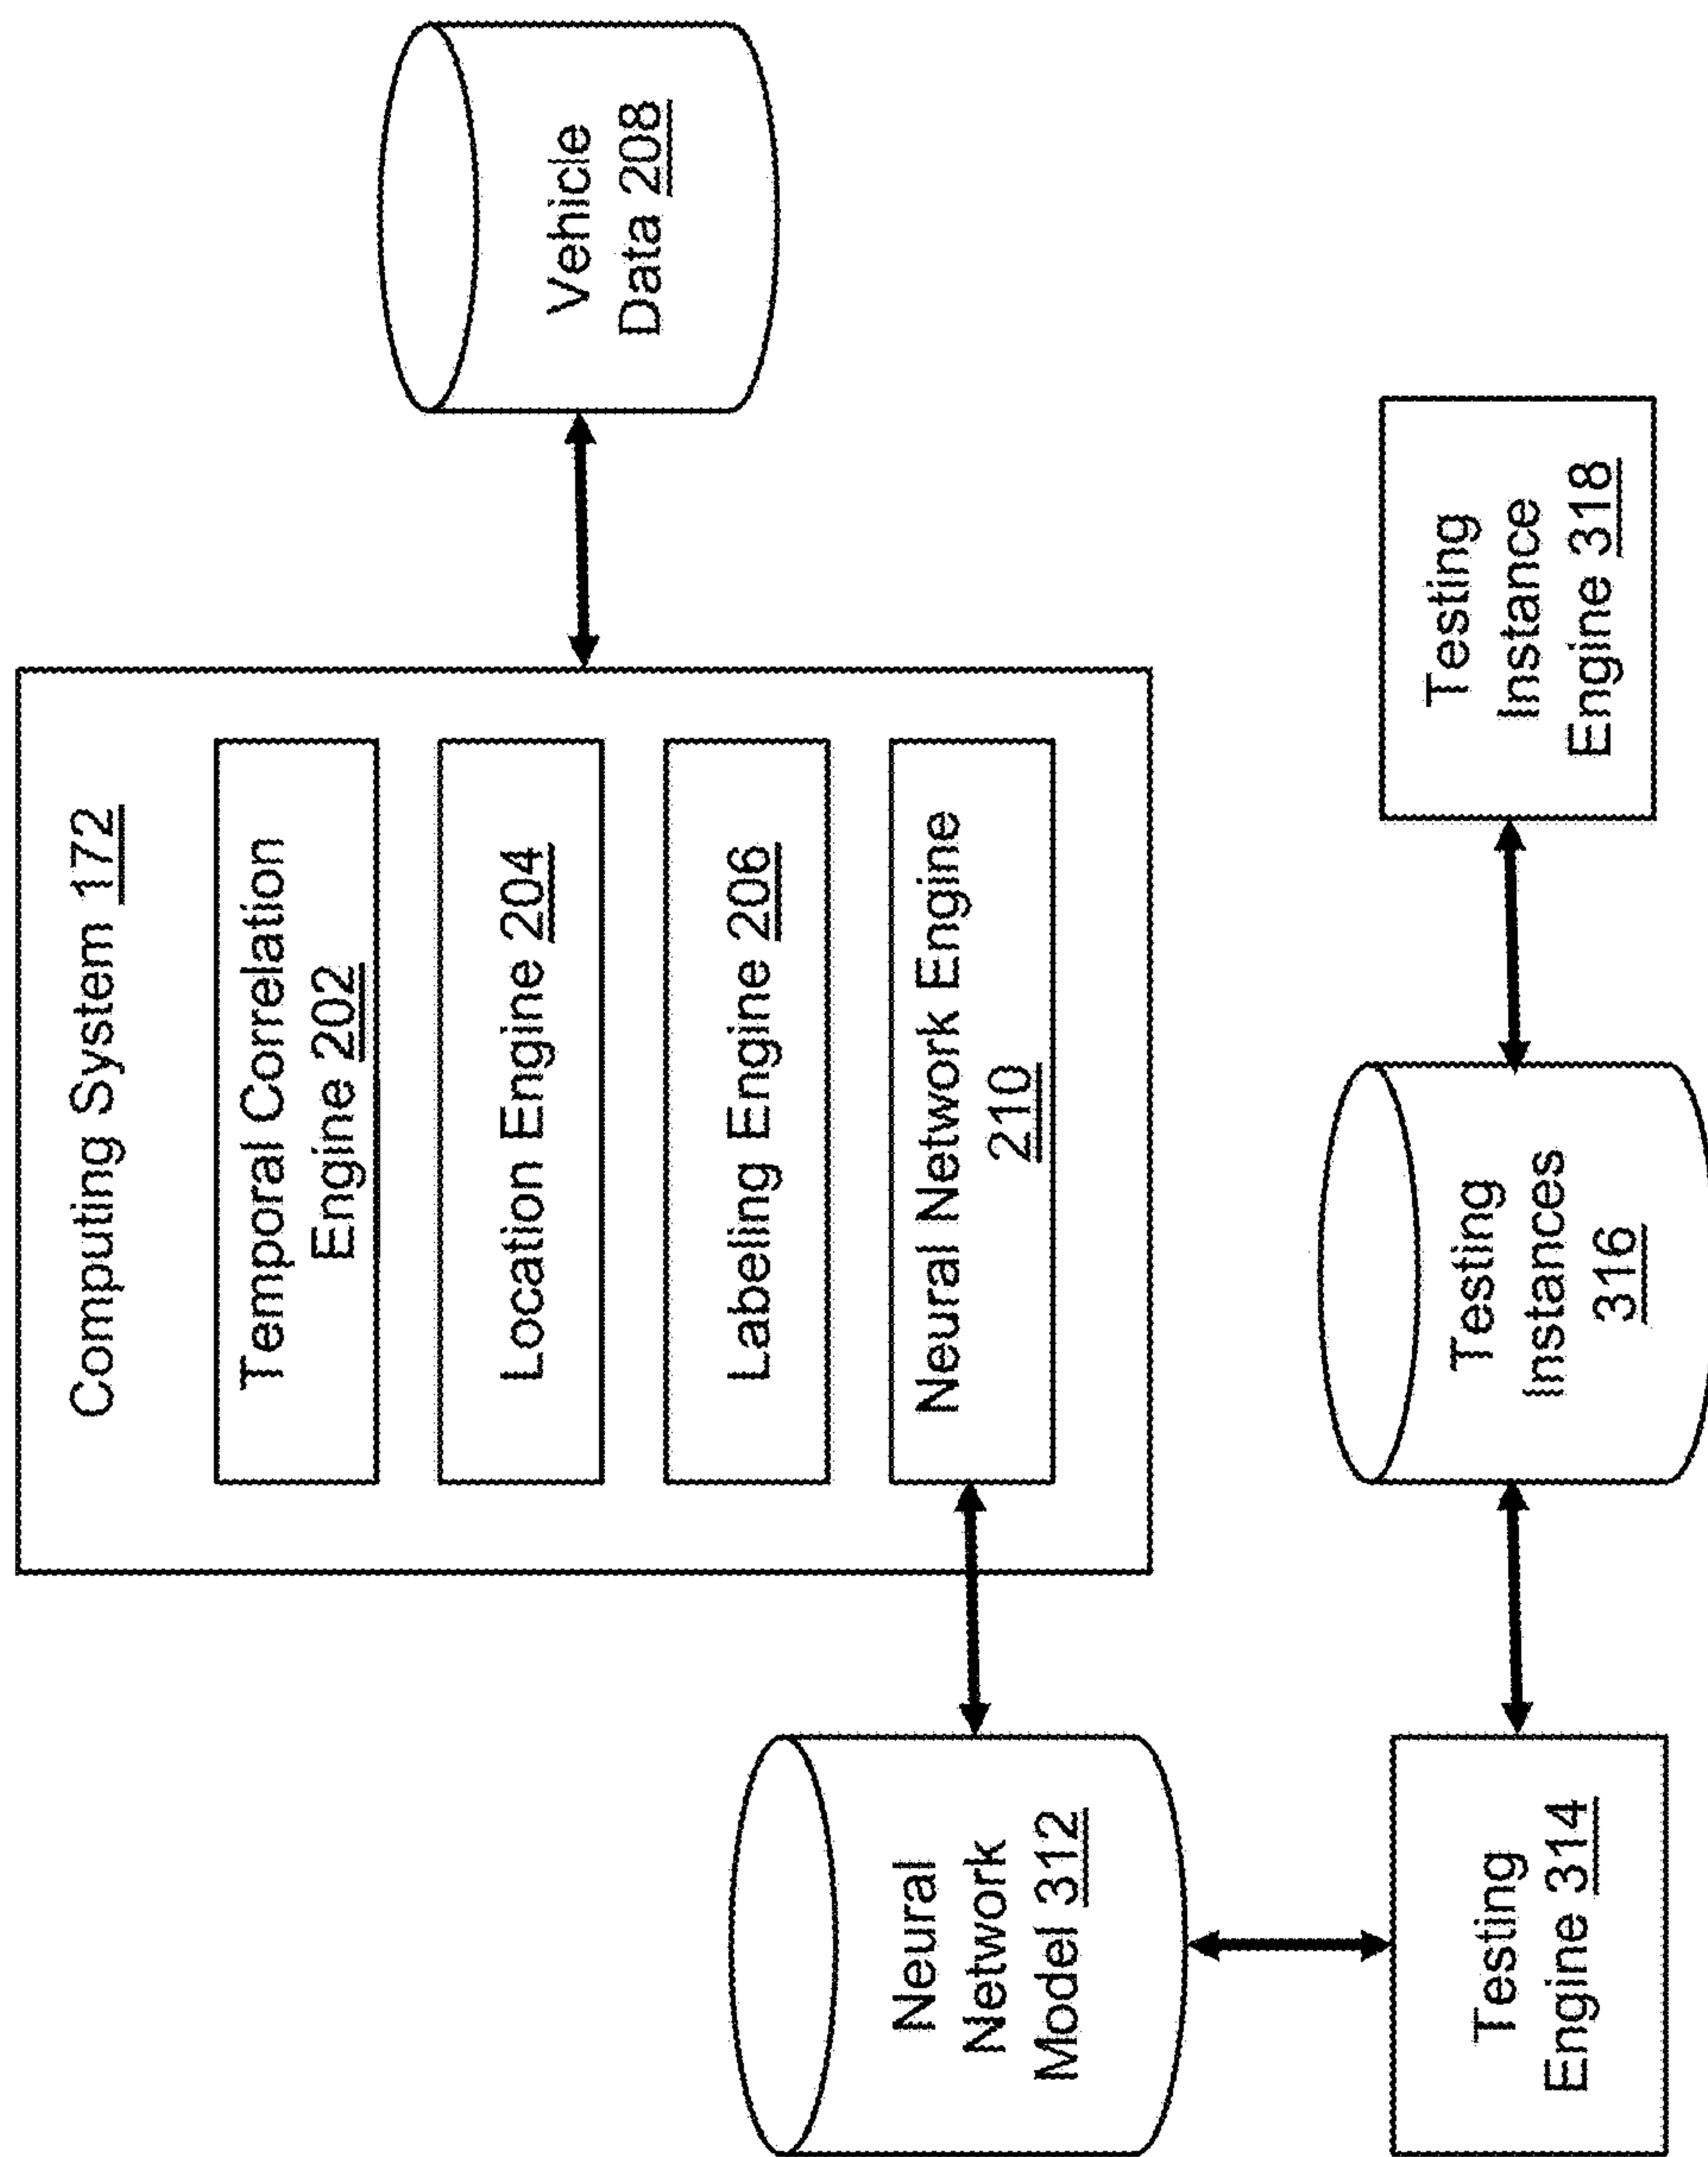 Computing System 172
Temporal Correlation
Engine 202
Location Engine 204
Labeling Engine 206
Neural Network Engine
210
Vehicle
Data 208
Neural
Network
Model 312
Testing
Engine 314
Testing
Instances
316
Testing
Instance
Engine 318